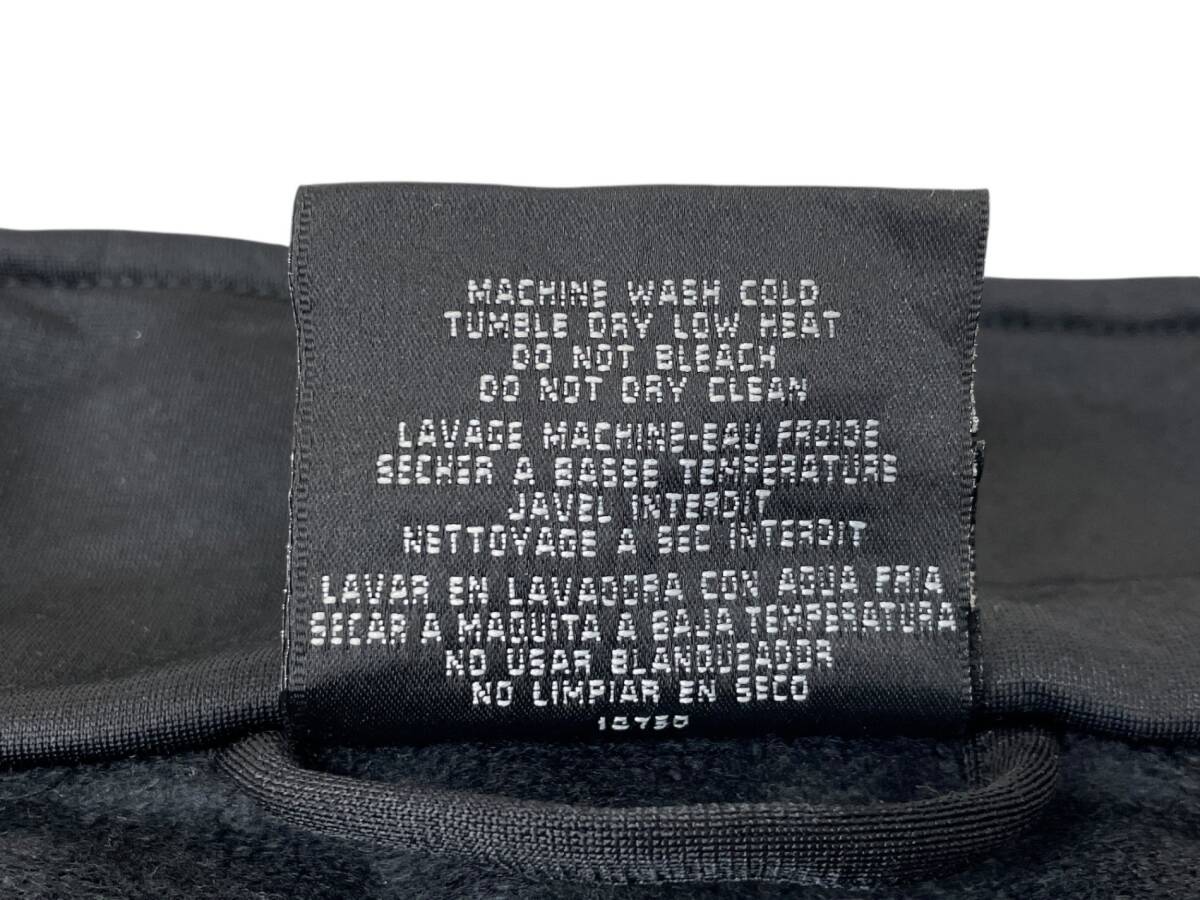 MACHINE WASH COLD
TUMBLE DRY LOW HEAT
DO NOT BLEACH
DO NOT DRY CLEAN
LAVAGE MACHINE-EAU FROIDE
SECHER A BASSE TEMPERATURE
JAVEL INTERDIT
NETTOYAGE A SEC INTERDIT
LAVAR EN LAVADORA CON AGUA FRIA
SECAR A MAQUITA A BAJA TEMPERATURA
NO USAR BLANQUEADOR
NO LIMPIAR EN SECO